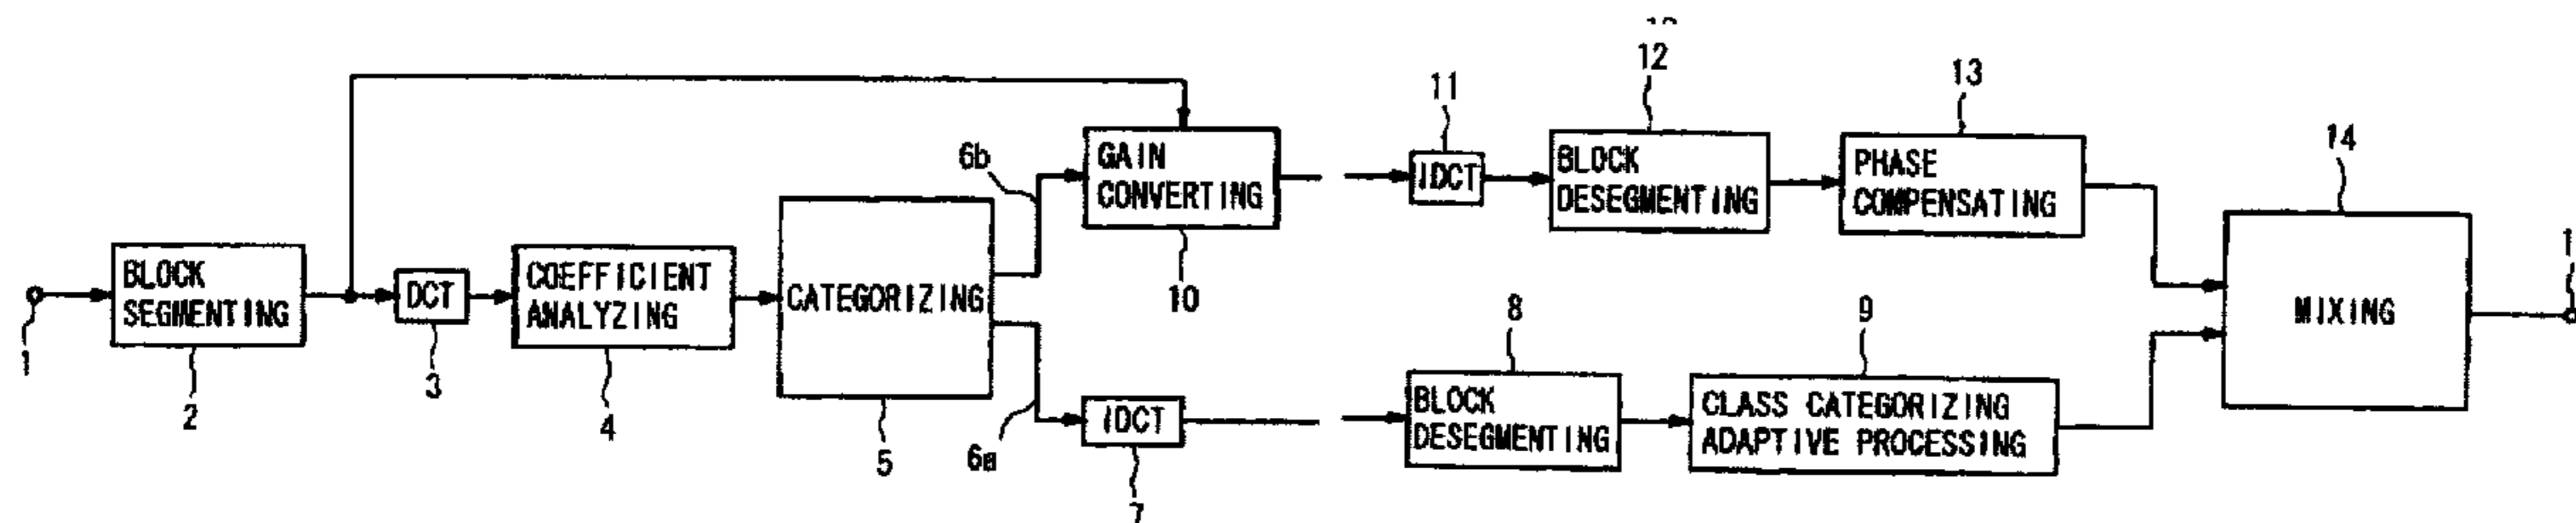 12
13
11
14
6b
GAIN
CONVERTING
IDCT
BLOCK
DESEGMENTING
PHASE
COMPENSATING
BLOCK
SEGMENTING
DCT
COEFFICIENT
ANALYZING
CATEGORIZING
10
MIXING
1
1
2
3
4
5
6a
IDCT
7
8
BLOCK
DESEGMENTING
9
CLASS CATEGORIZING
ADAPTIVE PROCESSING